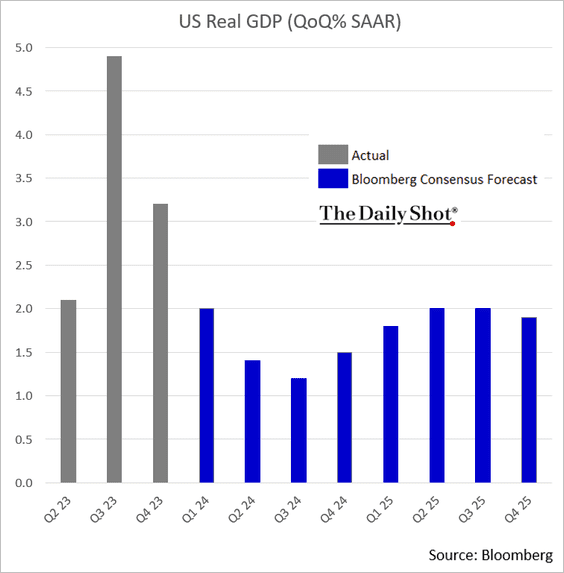 US Real GDP (QoQ% SAAR)
5.0
4.5
4.0
3.5
3.0
2.5
2.0
1.5
1.0
0.5
0.0
Actual
Bloomberg Consensus Forecast
The Daily Shot®
Q2 23
Q3 23
Q4 23
Q1 24
Q2 24
Q3 24
Q4 24
Q1 25
Q2 25
Q3 25
Q4 25
Source: Bloomberg